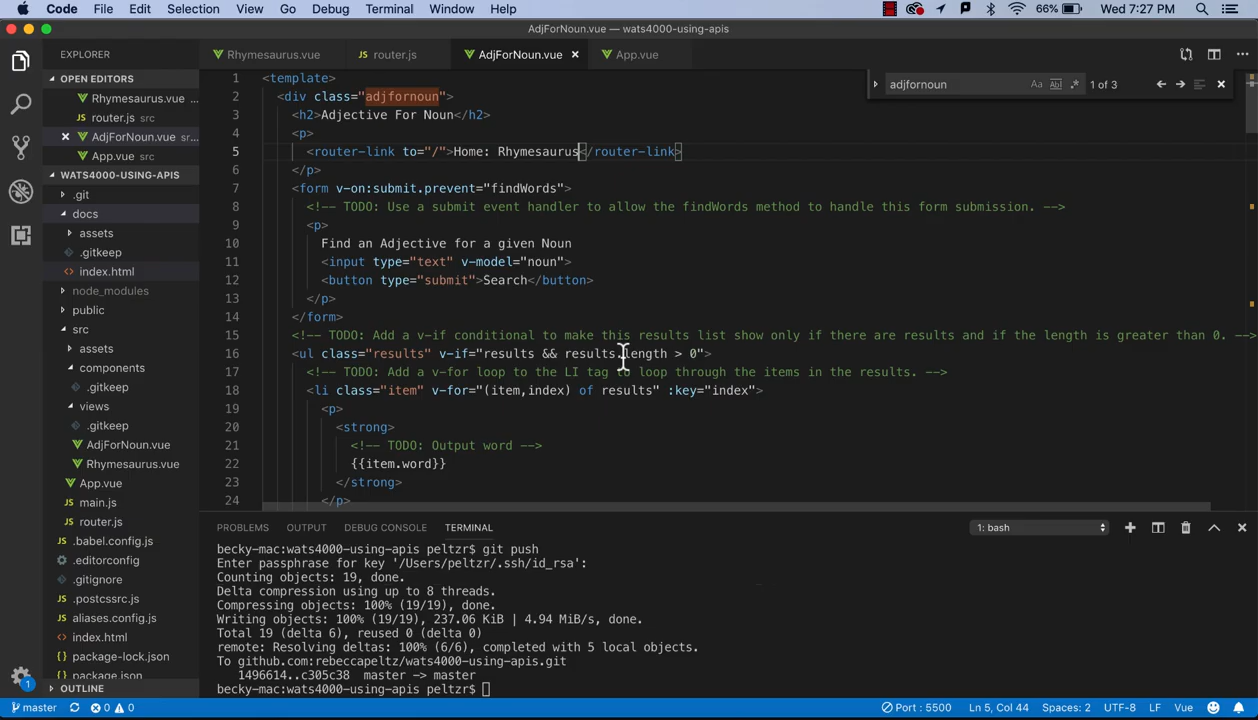 Code File Edit Selection View Go Debug Terminal Window Help 66% Wed 7:27 PM
AdjForNoun.vue — wats4000-using-apis
EXPLORER
Rhymesaurus.vue router.js AdjForNoun.vue × App.vue
OPEN EDITORS
Rhymesaurus.vue ...
router.js src
× AdjForNoun.vue src
App.vue src
WATS4000-USING-APIS
.git
docs
assets
.gitkeep
index.html
node_modules
public
src
assets
components
.gitkeep
views
.gitkeep
AdjForNoun.vue
Rhymesaurus.vue
App.vue
main.js
router.js
.babel.config.js
.editorconfig
.gitignore
.postcssrc.js
aliases.config.js
index.html
package-lock.json
package.json
OUTLINE
adjfornoun Aa Abl .* 1 of 3
1 <template>
2 <div class="adjfornoun">
3 <h2>Adjective For Noun</h2>
4 <p>
5 <router-link to="/">Home: Rhymesaurus</router-link>
6 </p>
7 <form v-on:submit.prevent="findWords">
8 <!-- TODO: Use a submit event handler to allow the findWords method to handle this form submission. -->
9 <p>
10 Find an Adjective for a given Noun
11 <input type="text" v-model="noun">
12 <button type="submit">Search</button>
13 </p>
14 </form>
15 <!-- TODO: Add a v-if conditional to make this results list show only if there are results and if the length is greater than 0. -->
16 <ul class="results" v-if="results && results.length > 0">
17 <!-- TODO: Add a v-for loop to the LI tag to loop through the items in the results. -->
18 <li class="item" v-for="(item,index) of results" :key="index">
19 <p>
20 <strong>
21 <!-- TODO: Output word -->
22 {{item.word}}
23 </strong>
24 </p>
PROBLEMS OUTPUT DEBUG CONSOLE TERMINAL 1: bash
becky-mac:wats4000-using-apis peltzr$ git push
Enter passphrase for key '/Users/peltzr/.ssh/id_rsa':
Counting objects: 19, done.
Delta compression using up to 8 threads.
Compressing objects: 100% (19/19), done.
Writing objects: 100% (19/19), 237.06 KiB | 4.94 MiB/s, done.
Total 19 (delta 6), reused 0 (delta 0)
remote: Resolving deltas: 100% (6/6), completed with 5 local objects.
To github.com:rebeccapeltz/wats4000-using-apis.git
1496614..c305c38 master -> master
becky-mac:wats4000-using-apis peltzr$
1
master 0 0 Port : 5500 Ln 5, Col 44 Spaces: 2 UTF-8 LF Vue